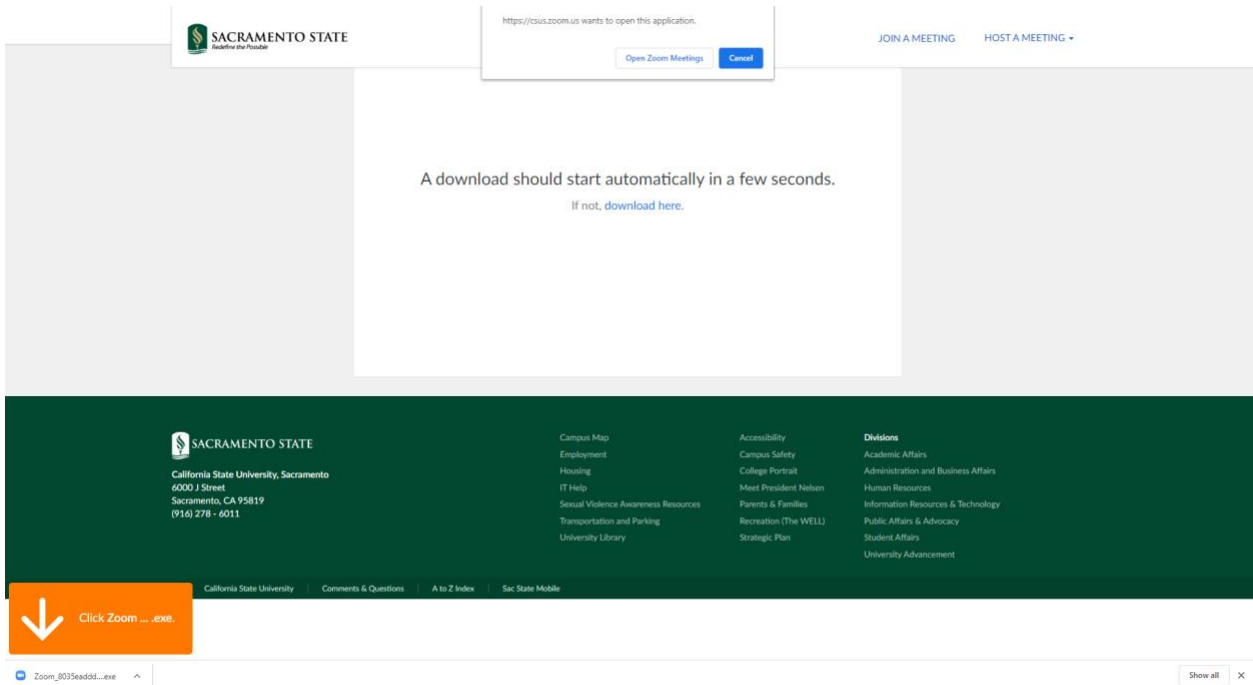 https://csus.zoom.us wants to open this application.
Open Zoom Meetings
Cancel
SACRAMENTO STATE
Redefine the Possible
JOIN A MEETING
HOST A MEETING
A download should start automatically in a few seconds.
If not, download here.
SACRAMENTO STATE
California State University, Sacramento
6000 J Street
Sacramento, CA 95819
(916) 278 - 6011
Campus Map
Employment
Housing
IT Help
Sexual Violence Awareness Resources
Transportation and Parking
University Library
Accessibility
Campus Safety
College Portrait
Meet President Nelsen
Parents & Families
Recreation (The WELL)
Strategic Plan
Divisions
Academic Affairs
Administration and Business Affairs
Human Resources
Information Resources & Technology
Public Affairs & Advocacy
Student Affairs
University Advancement
California State University
Comments & Questions
A to Z Index
Sac State Mobile
Click Zoom ... .exe.
Zoom_8035eaddd....exe
Show all